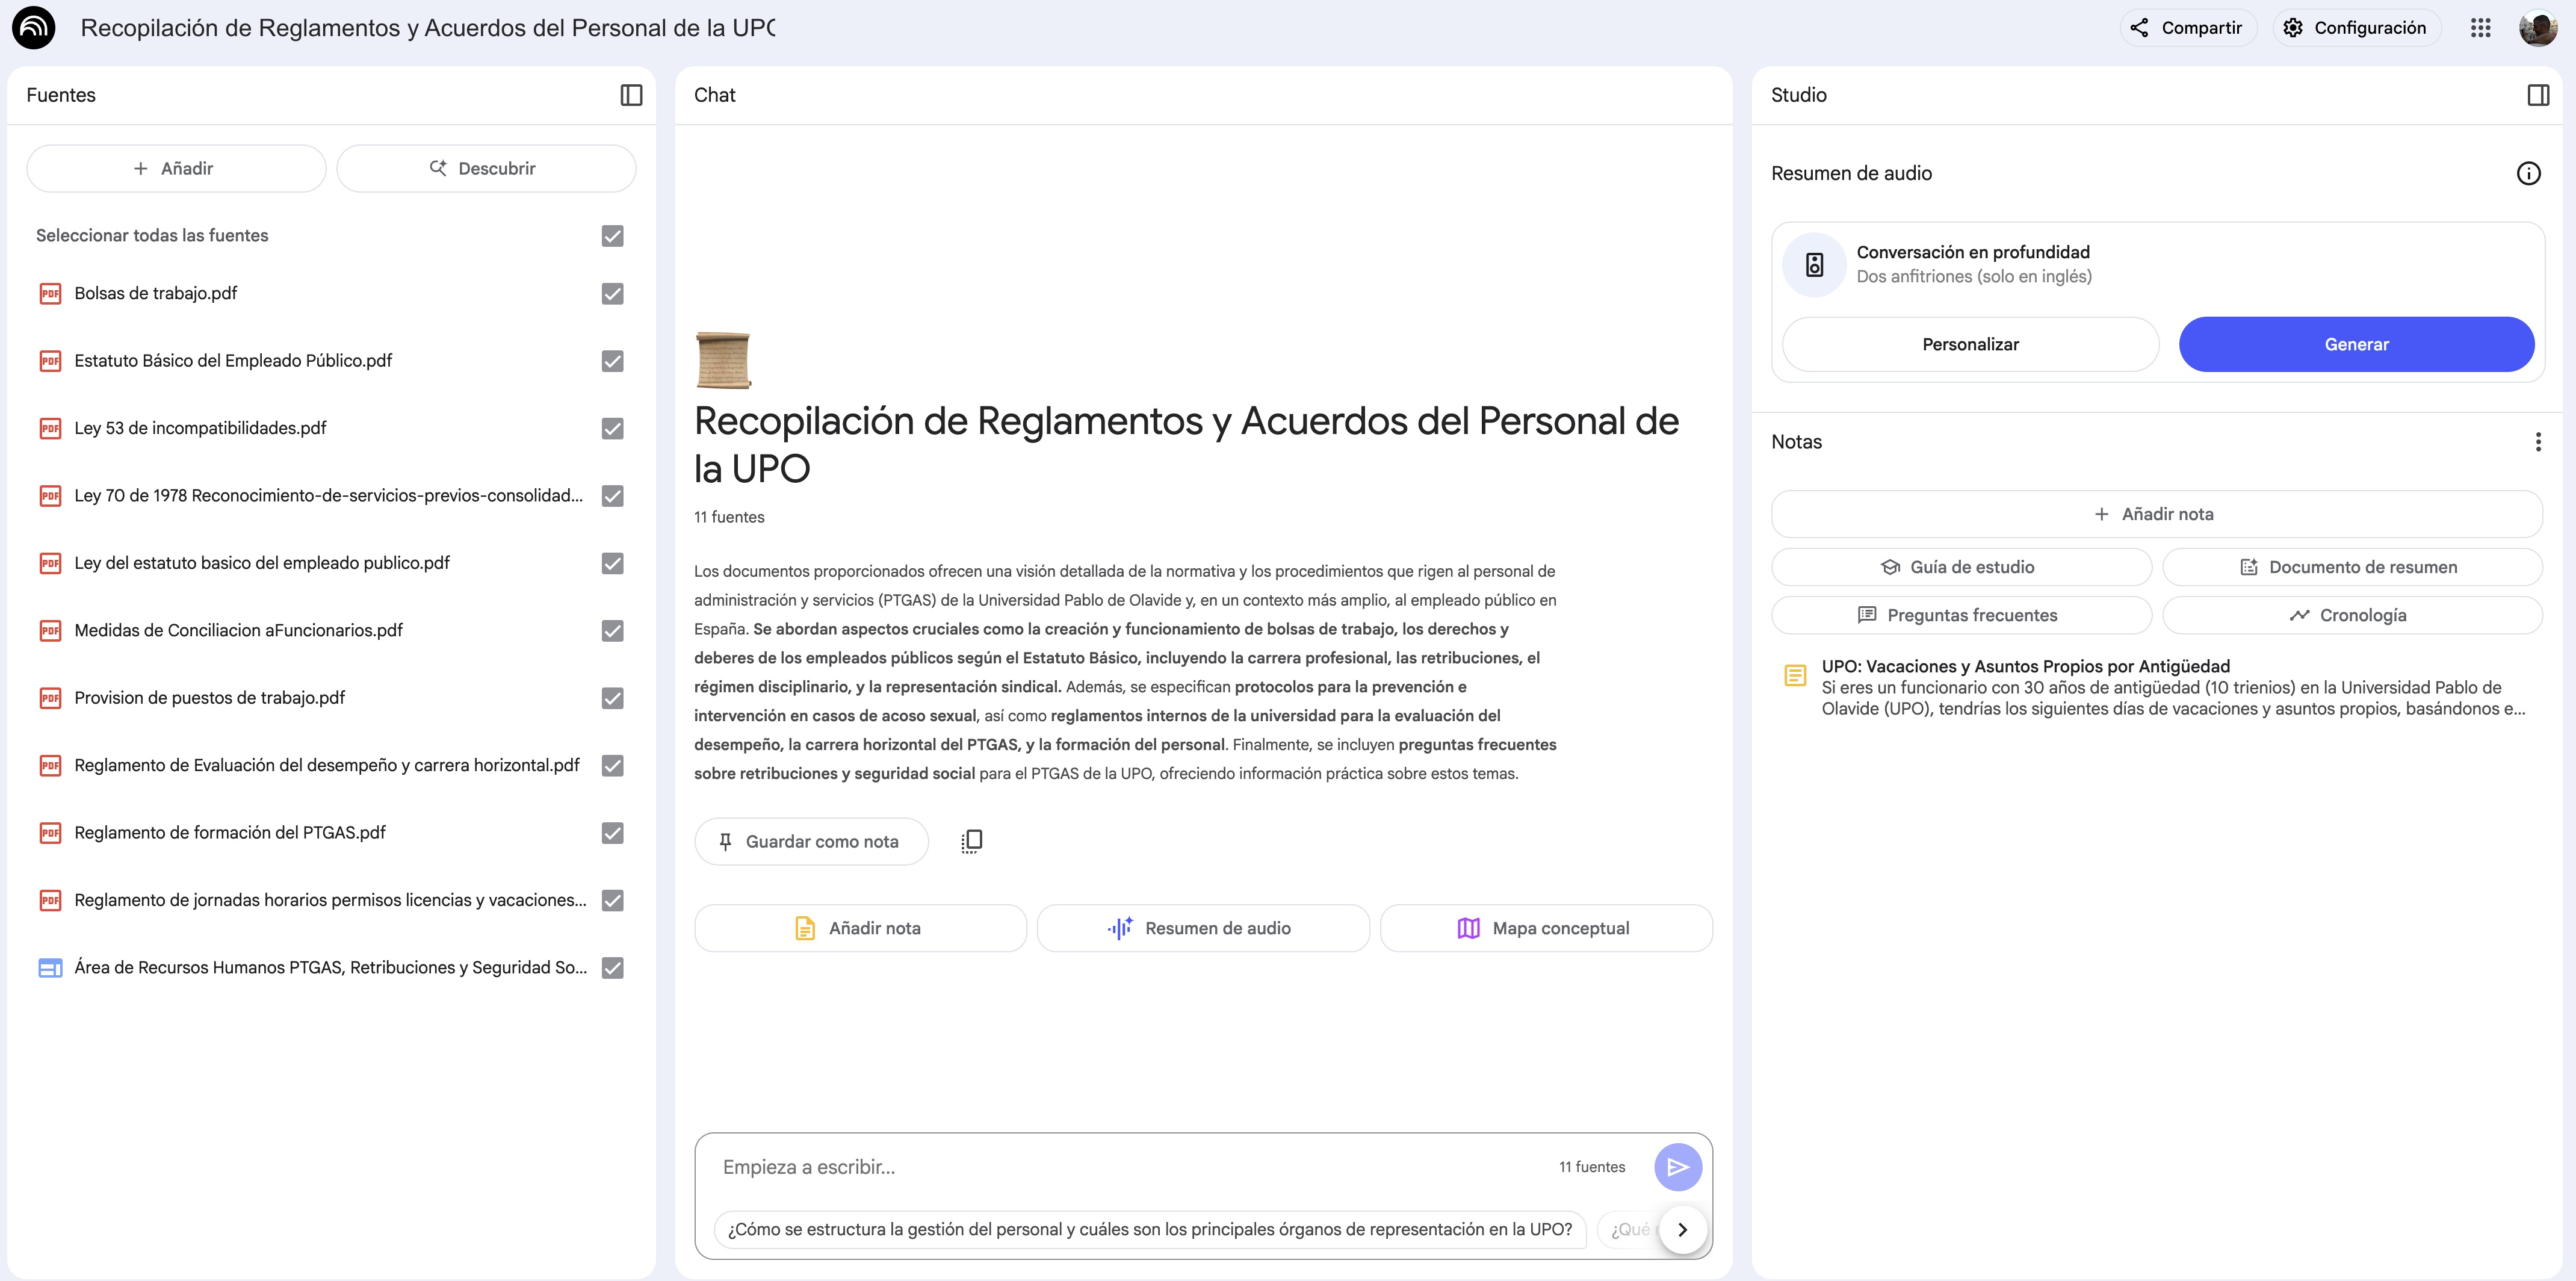 Recopilación de Reglamentos y Acuerdos del Personal de la UPO
Compartir
Configuración
Fuentes
Añadir
Descubrir
Seleccionar todas las fuentes
PDF Bolsas de trabajo.pdf
PDF Estatuto Básico del Empleado Público.pdf
PDF Ley 53 de incompatibilidades.pdf
PDF Ley 70 de 1978 Reconocimiento-de-servicios-previos-consolidad...
PDF Ley del estatuto basico del empleado publico.pdf
PDF Medidas de Conciliacion aFuncionarios.pdf
PDF Provision de puestos de trabajo.pdf
PDF Reglamento de Evaluación del desempeño y carrera horizontal.pdf
PDF Reglamento de formación del PTGAS.pdf
PDF Reglamento de jornadas horarios permisos licencias y vacaciones...
Área de Recursos Humanos PTGAS, Retribuciones y Seguridad So...
Chat
Recopilación de Reglamentos y Acuerdos del Personal de
la UPO
11 fuentes
Los documentos proporcionados ofrecen una visión detallada de la normativa y los procedimientos que rigen al personal de
administración y servicios (PTGAS) de la Universidad Pablo de Olavide y, en un contexto más amplio, al empleado público en
España. Se abordan aspectos cruciales como la creación y funcionamiento de bolsas de trabajo, los derechos y
deberes de los empleados públicos según el Estatuto Básico, incluyendo la carrera profesional, las retribuciones, el
régimen disciplinario, y la representación sindical. Además, se especifican protocolos para la prevención e
intervención en casos de acoso sexual, así como reglamentos internos de la universidad para la evaluación del
desempeño, la carrera horizontal del PTGAS, y la formación del personal. Finalmente, se incluyen preguntas frecuentes
sobre retribuciones y seguridad social para el PTGAS de la UPO, ofreciendo información práctica sobre estos temas.
Guardar como nota
Añadir nota
Resumen de audio
Mapa conceptual
Empieza a escribir...
11 fuentes
¿Cómo se estructura la gestión del personal y cuáles son los principales órganos de representación en la UPO?
¿Qué
Studio
Resumen de audio
Conversación en profundidad
Dos anfitriones (solo en inglés)
Personalizar
Generar
Notas
Añadir nota
Guía de estudio
Documento de resumen
Preguntas frecuentes
Cronología
UPO: Vacaciones y Asuntos Propios por Antigüedad
Si eres un funcionario con 30 años de antigüedad (10 trienios) en la Universidad Pablo de
Olavide (UPO), tendrías los siguientes días de vacaciones y asuntos propios, basándonos e...